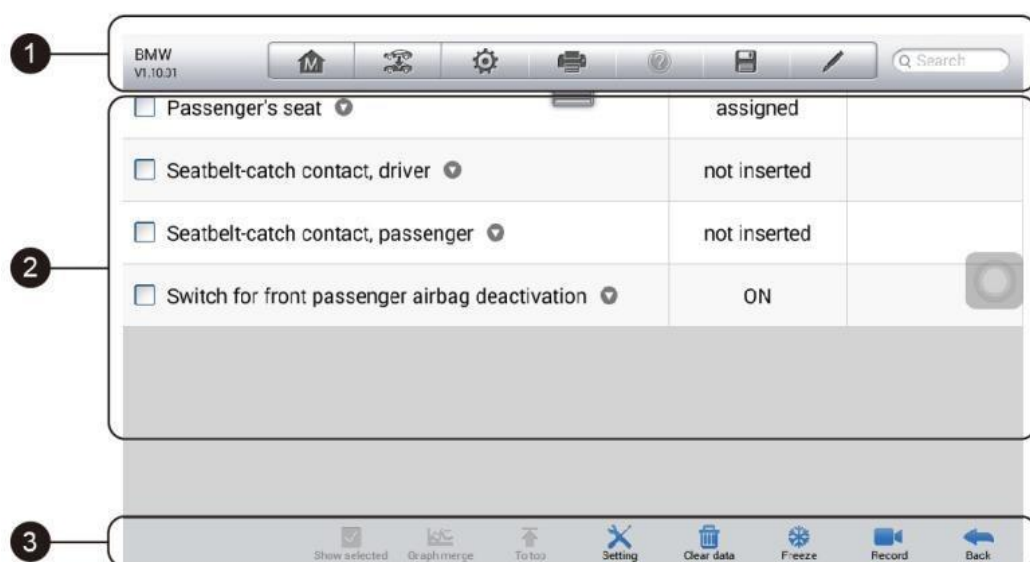 1
BMW
V1.10.01
M
Search
2
Passenger's seat assigned
Seatbelt-catch contact, driver not inserted
Seatbelt-catch contact, passenger not inserted
Switch for front passenger airbag deactivation ON
3
Show selected Graph merge To top Setting Clear data Freeze Record Back